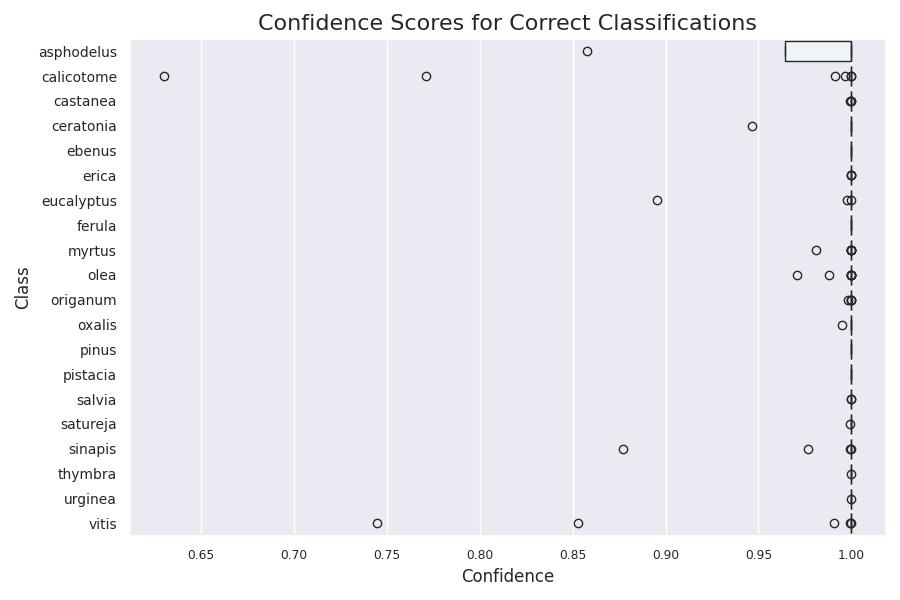 Confidence Scores for Correct Classifications
asphodelus
calicotome
castanea
ceratonia
ebenus
erica
eucalyptus
ferula
myrtus
olea
origanum
oxalis
pinus
pistacia
salvia
satureja
sinapis
thymbra
urginea
vitis
Class
0.65 0.70 0.75 0.80 0.85 0.90 0.95 1.00
Confidence